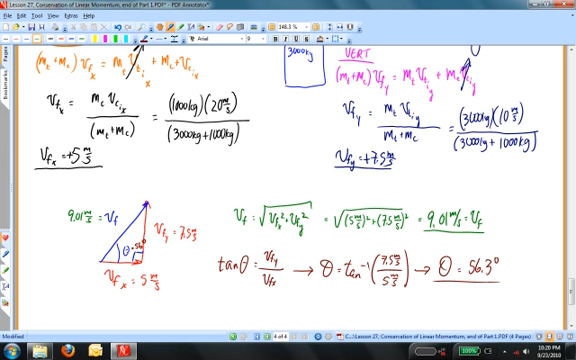 Lesson 27, Conservation of Linear Momentum, end of Part 1.PDF - PDF Annotator
File Edit View Document Tool Extras Window Help
148.3 %
Arial 9
(mt+mc) Vfx = mt Vtix + mc Vcix
3000kg
VERT
(mt+mc) Vfy = mt Vtiy + mc Vciy
Vfx = mc Vcix / (mt+mc) = (1000kg)(20 m/s) / (3000kg+1000kg)
Vfy = mt Vtiy / mt+mc = (3000kg)(10 m/s) / (3000kg+1000kg)
Vfx = +5 m/s
Vfy = +7.5 m/s
9.01 m/s = Vf
Vfy = 7.5 m/s
θ=56°
Vfx = 5 m/s
Vf = √(Vfx² + Vfy²) = √((5 m/s)² + (7.5 m/s)²) = 9.01 m/s = Vf
tanθ = Vfy / Vfx → θ = tan⁻¹ (7.5 m/s / 5 m/s) → θ = 56.3°
Modified
4 of 4
Lesson 27, Conservation of Linear Momentum, end of Part 1.PDF (4 Pages)
100%
10:20 PM
9/23/2010